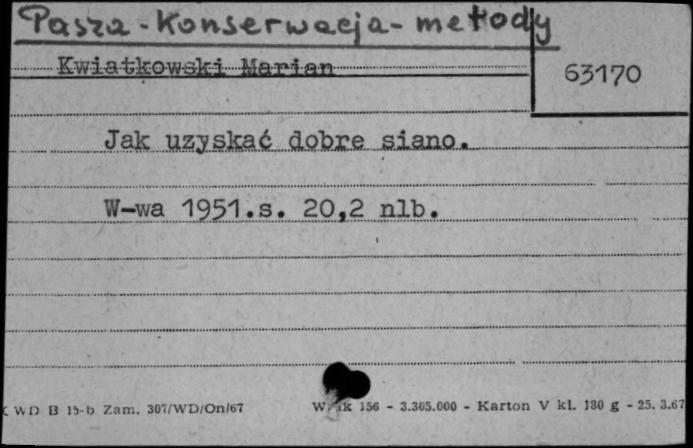 Pasza - Konserwacja - metody
Kwiatkowski Marian
63170
Jak uzyskać dobre siano.
W-wa 1951.s. 20,2 nlb.
WD B 15-b Zam. 307/WD/On/67 156 - 3.305.000 - Karton V kl. 180 g - 25. 3.67